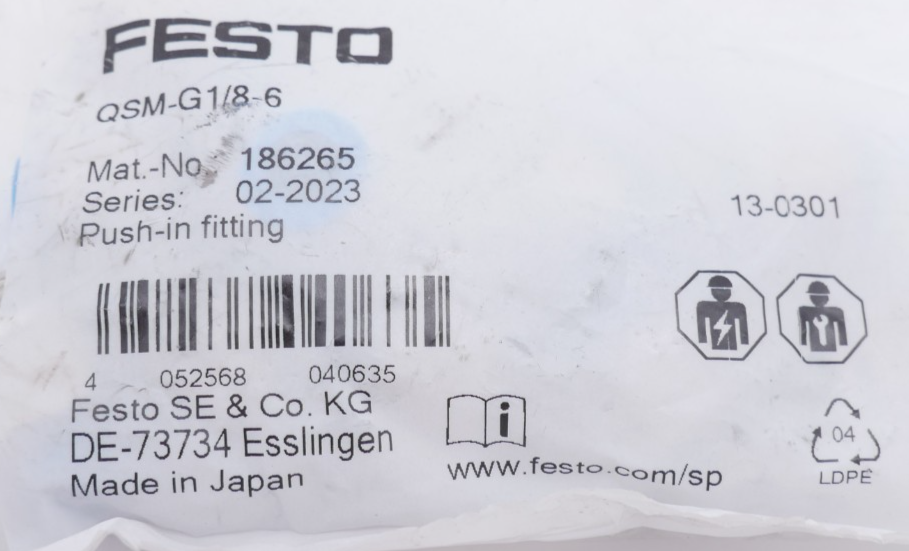 FESTO
QSM-G1/8-6
Mat.-No. 186265
Series: 02-2023
Push-in fitting
13-0301
4 052568 040635
Festo SE & Co. KG
DE-73734 Esslingen
Made in Japan
i
www.festo.com/sp
04
LDPE